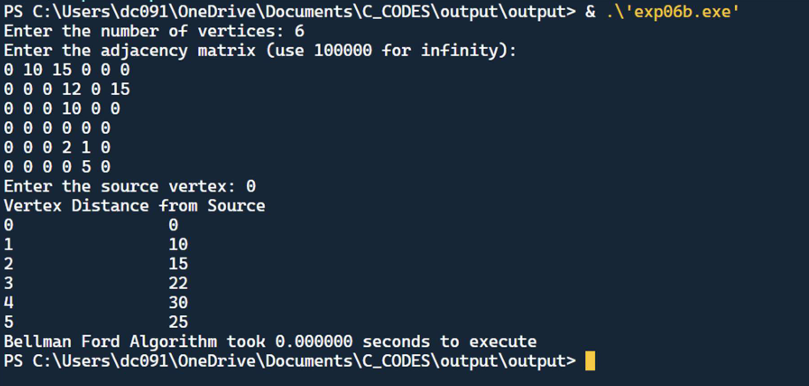 PS C:\Users\dc091\OneDrive\Documents\C_CODES\output\output> & .\'exp06b.exe'
Enter the number of vertices: 6
Enter the adjacency matrix (use 100000 for infinity):
0 10 15 0 0 0
0 0 0 12 0 15
0 0 0 10 0 0
0 0 0 0 0 0
0 0 0 2 1 0
0 0 0 0 5 0
Enter the source vertex: 0
Vertex Distance from Source
0 0
1 10
2 15
3 22
4 30
5 25
Bellman Ford Algorithm took 0.000000 seconds to execute
PS C:\Users\dc091\OneDrive\Documents\C_CODES\output\output>